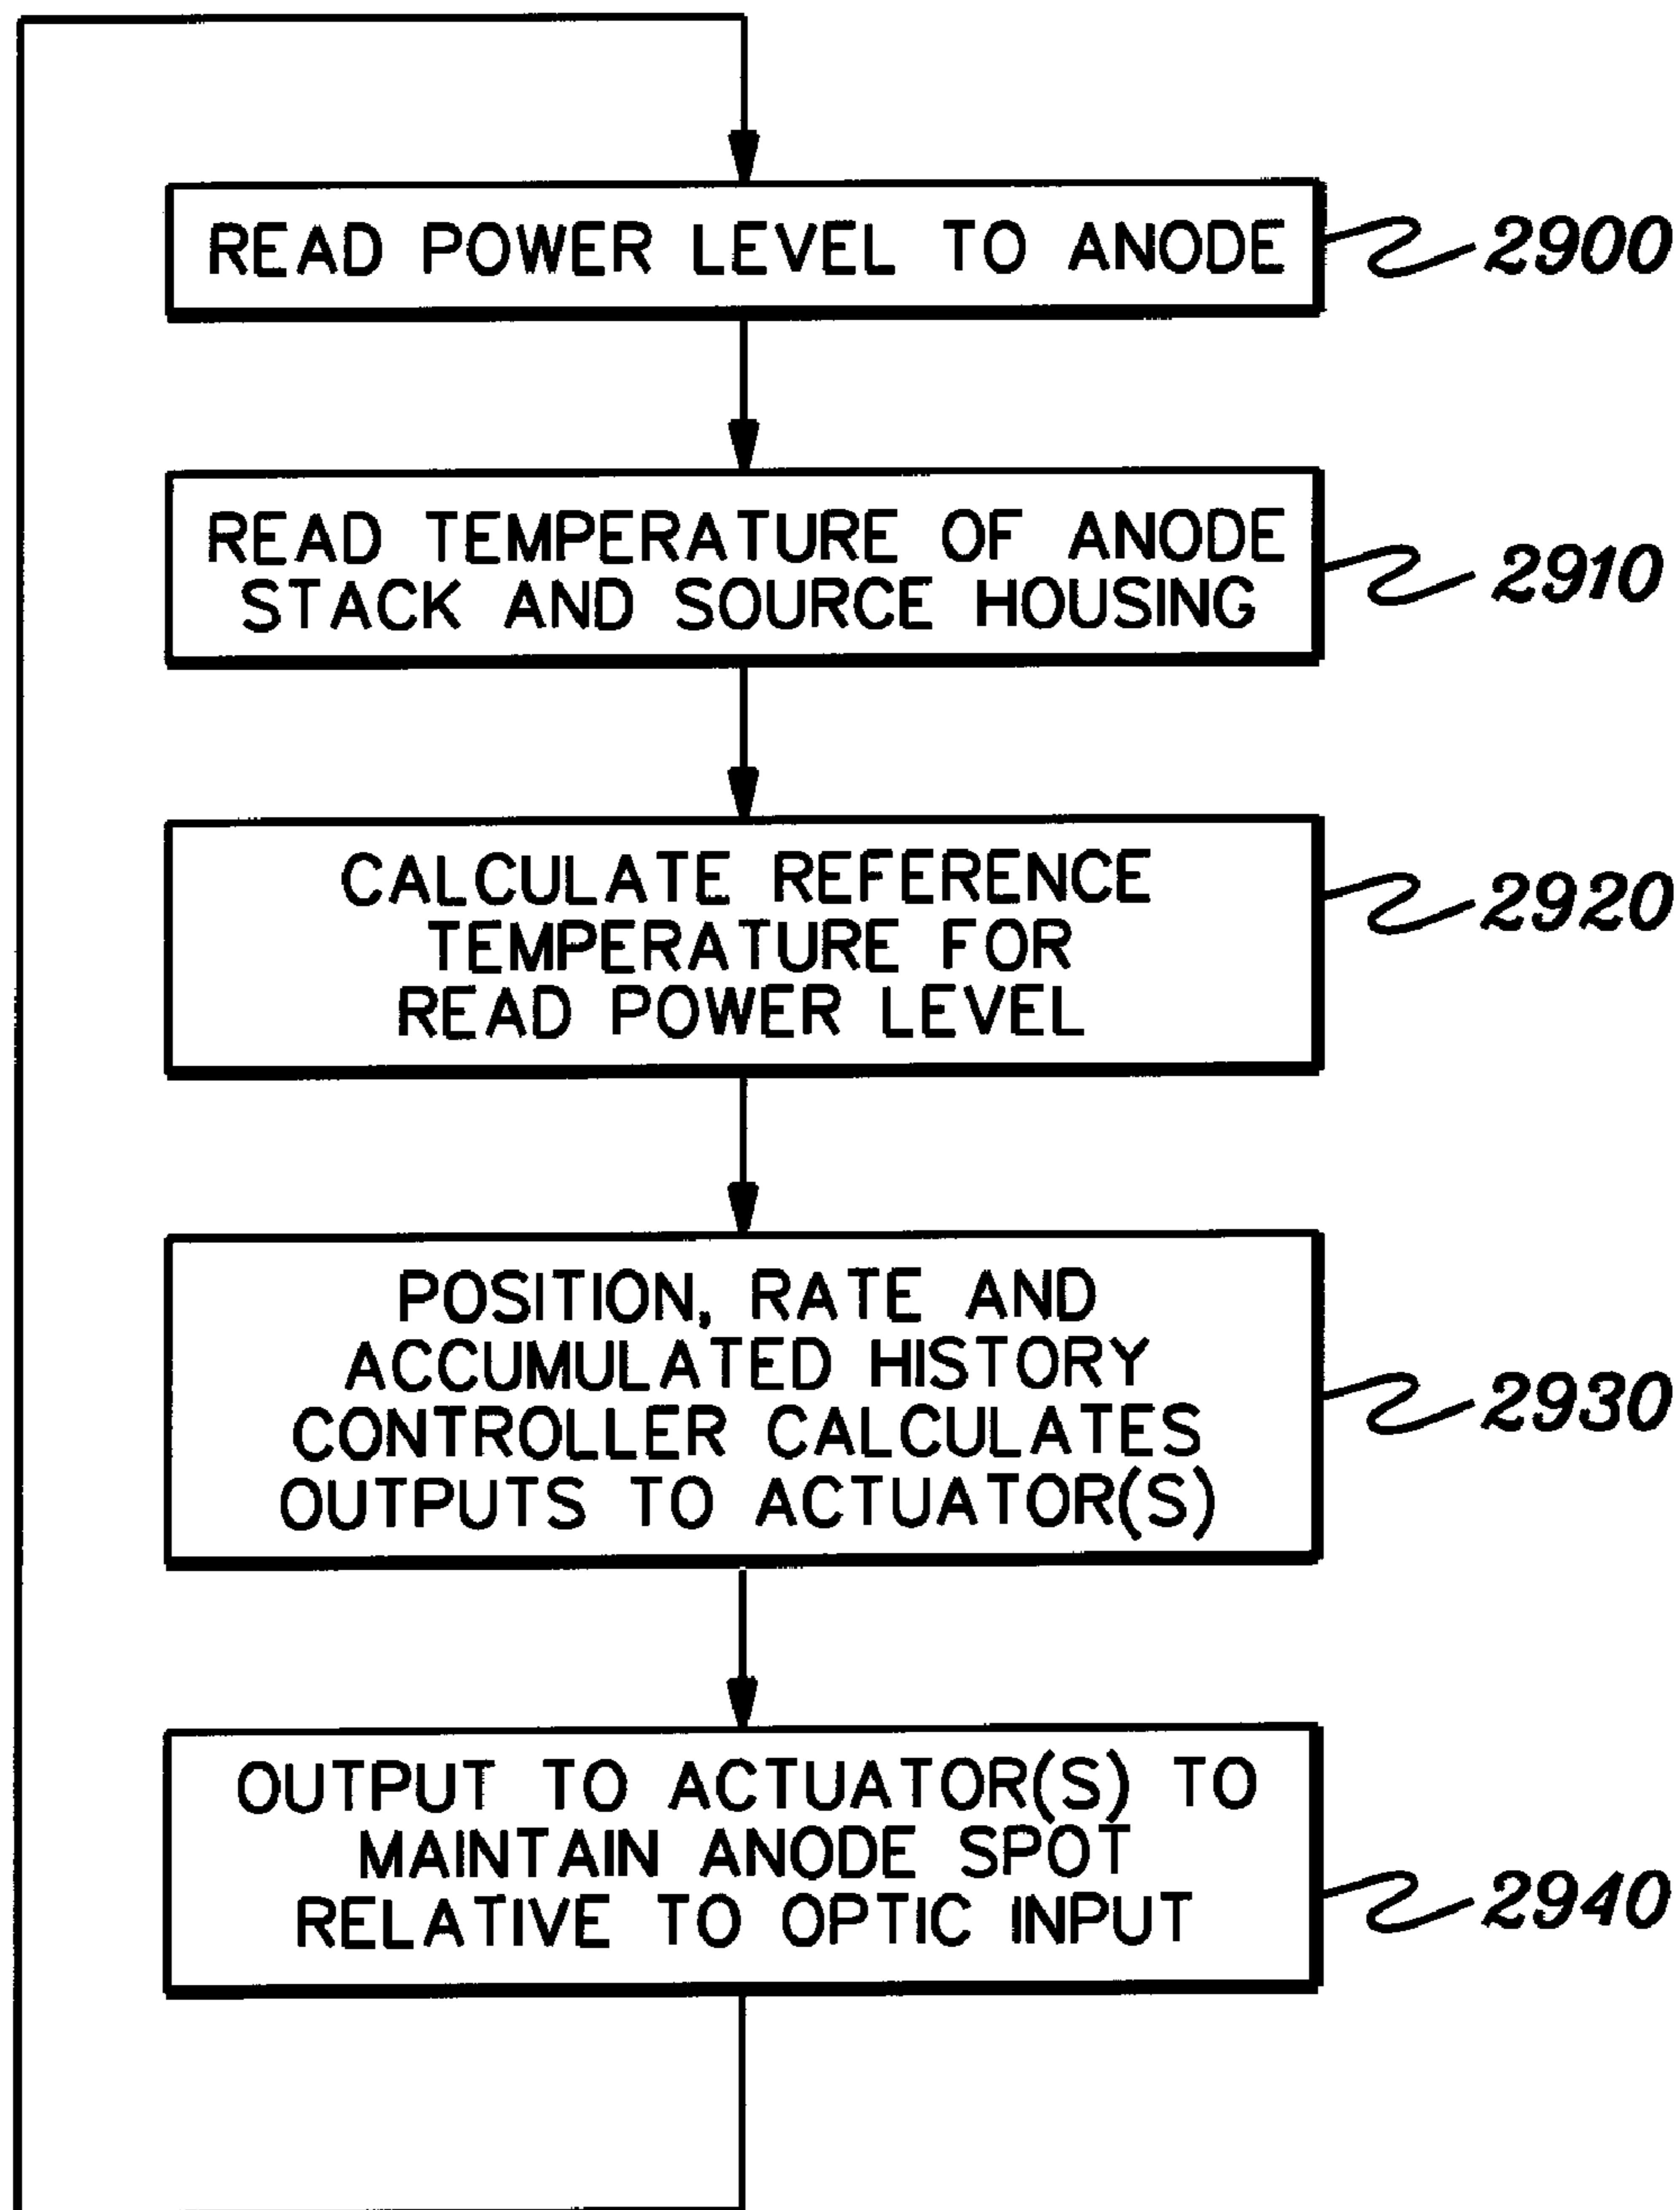 READ POWER LEVEL TO ANODE
2900
READ TEMPERATURE OF ANODE
STACK AND SOURCE HOUSING
2910
CALCULATE REFERENCE
TEMPERATURE FOR
READ POWER LEVEL
2920
POSITION, RATE AND
ACCUMULATED HISTORY
CONTROLLER CALCULATES
OUTPUTS TO ACTUATOR(S)
2930
OUTPUT TO ACTUATOR(S) TO
MAINTAIN ANODE SPOT
RELATIVE TO OPTIC INPUT
2940